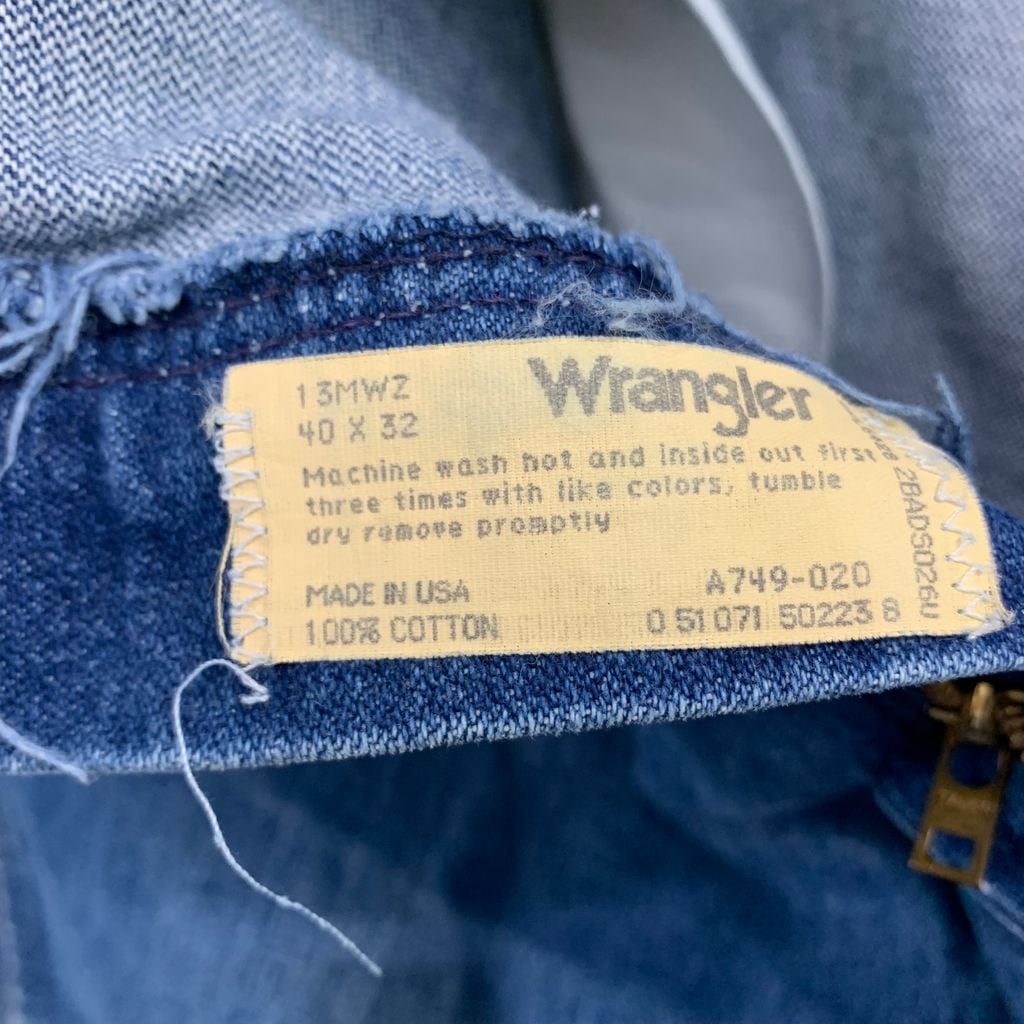 13MWZ
Wrangler
40 X 32
Machine wash hot and inside out first
three times with like colors, tumble
dry remove promptly
MADE IN USA
A749-020
100% COTTON
0 51071 50223 8
2BADS026U